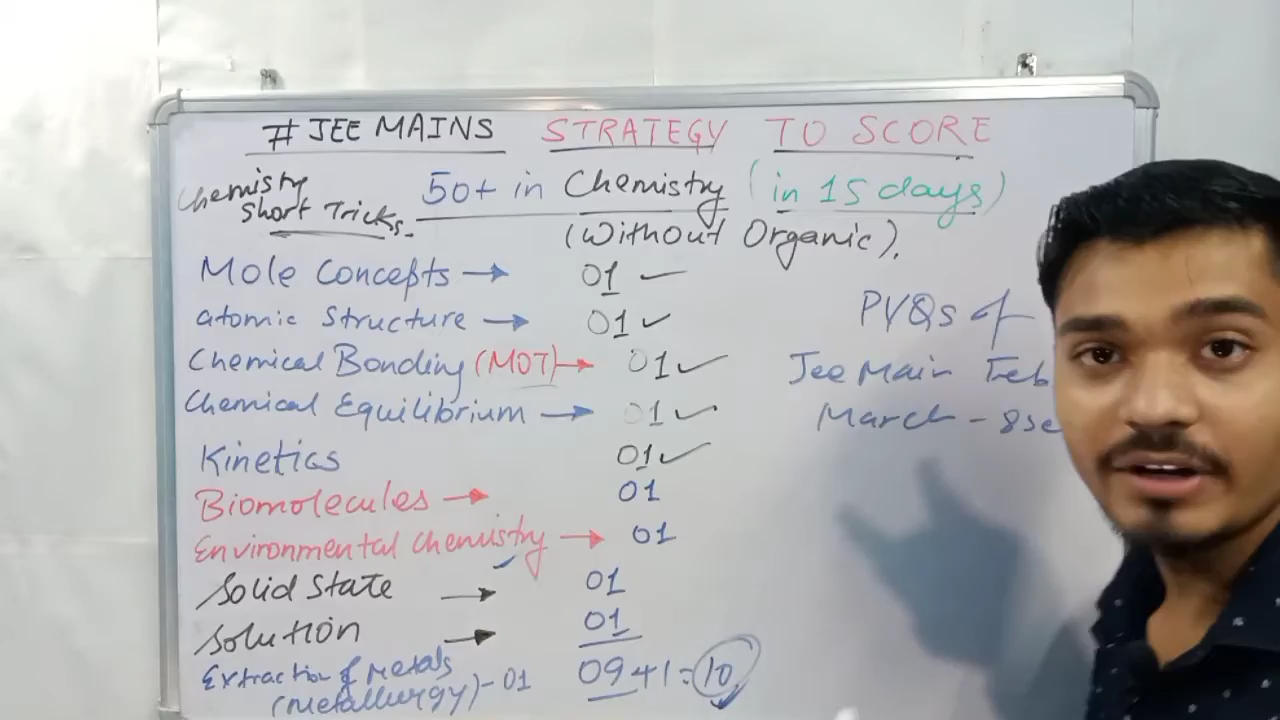 # JEE MAINS STRATEGY TO SCORE
Chemistry
Short Tricks.
50+ in Chemistry (in 15 days)
(Without Organic).
Mole Concepts → 01 ✓
atomic Structure → 01 ✓
Chemical Bonding (MOT) → 01 ✓
Chemical Equilibrium → 01 ✓
Kinetics 01 ✓
Biomolecules → 01
Environmental Chemistry → 01
Solid State → 01
Solution → 01
Extraction of Metals
(Metallurgy) - 01
09+1 = 10
PYQs of
Jee Main Feb
March - 8se